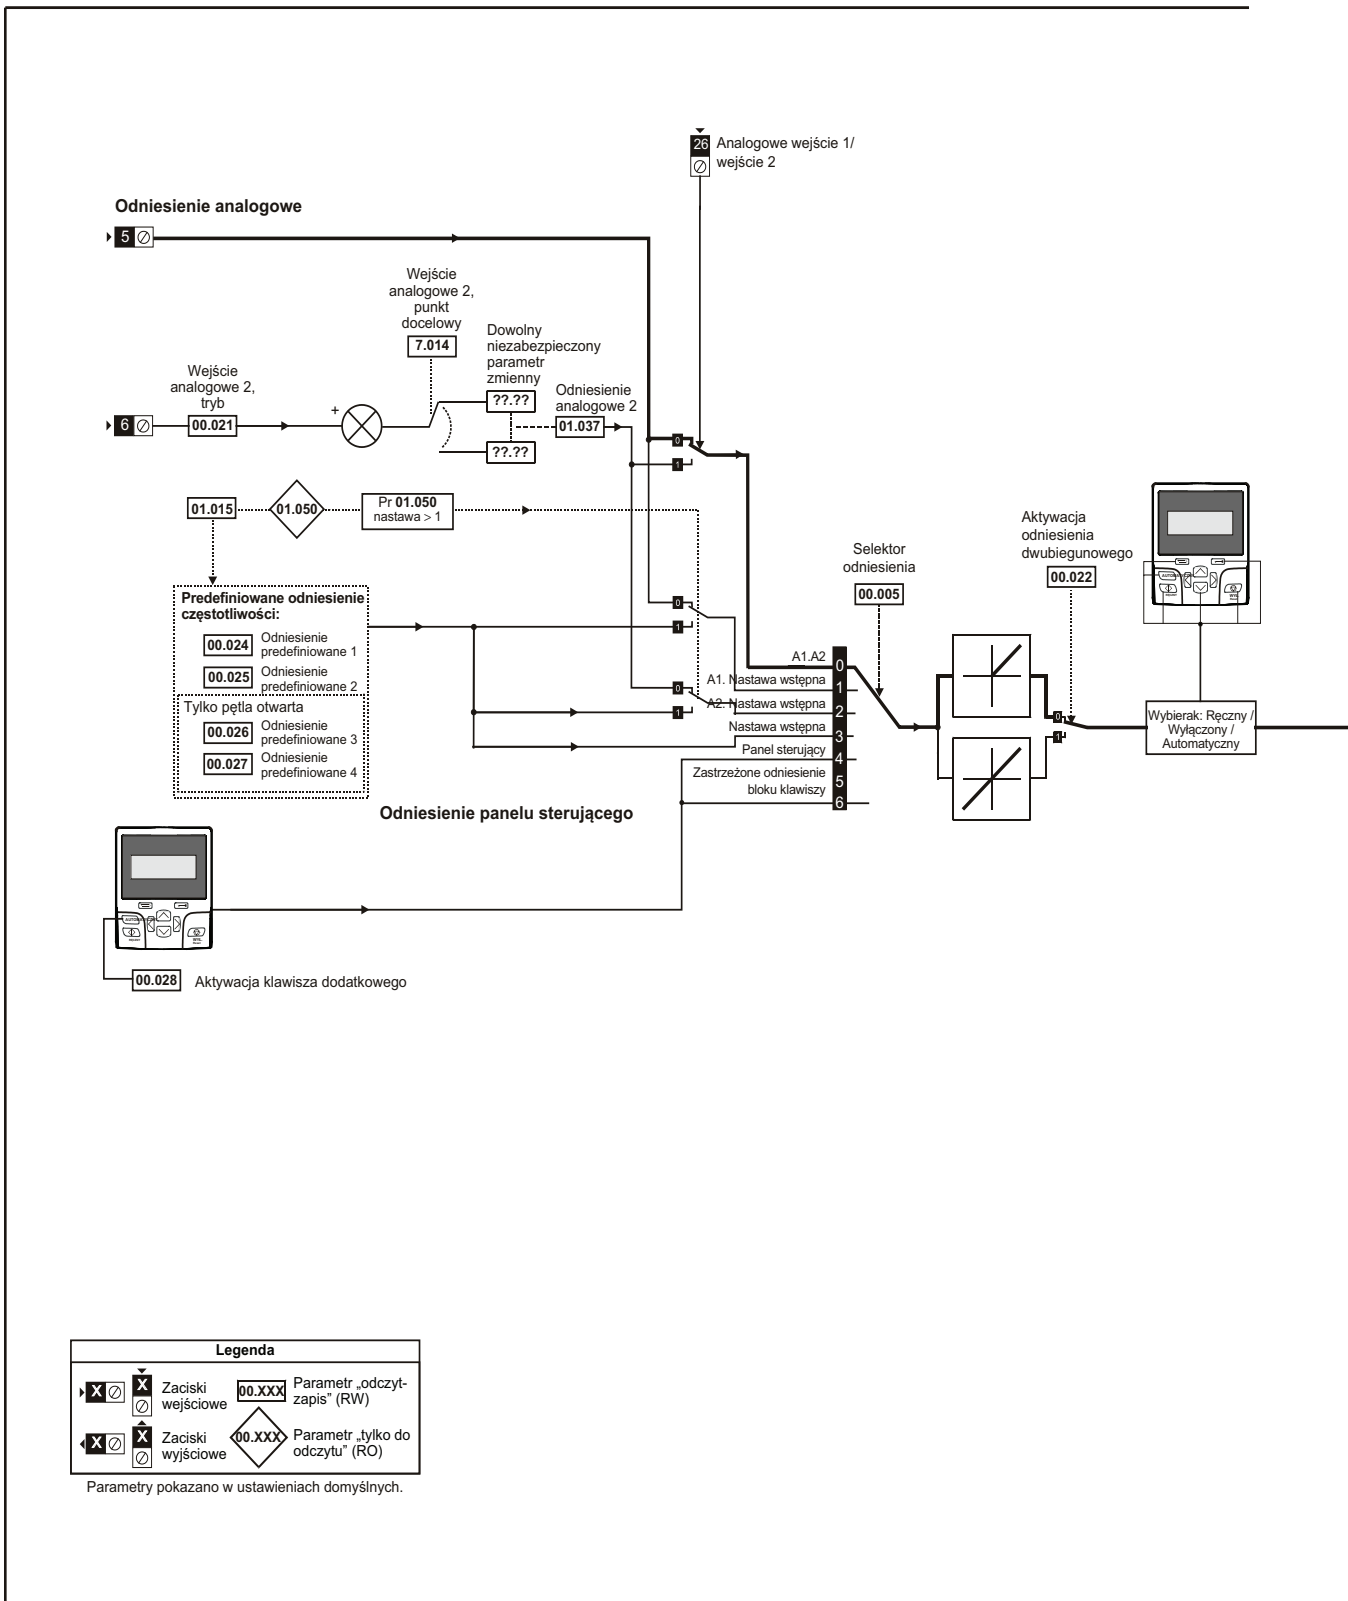 26
Analogowe wejście 1/
wejście 2
Odniesienie analogowe
5
Wejście
analogowe 2,
punkt
docelowy
7.014
Dowolny
niezabezpieczony
parametr
zmienny
??.??
??.??
Wejście
analogowe 2,
tryb
6
00.021
+
Odniesienie
analogowe 2
01.037
0
1
01.015
01.050
Pr 01.050
nastawa > 1
Predefiniowane odniesienie
częstotliwości:
00.024
Odniesienie
predefiniowane 1
00.025
Odniesienie
predefiniowane 2
Tylko pętla otwarta
00.026
Odniesienie
predefiniowane 3
00.027
Odniesienie
predefiniowane 4
0
1
0
1
Selektor
odniesienia
00.005
A1.A2
0
A1. Nastawa wstępna
1
A2. Nastawa wstępna
2
Nastawa wstępna
3
Panel sterujący
4
Zastrzeżone odniesienie
bloku klawiszy
5
6
Aktywacja
odniesienia
dwubiegunowego
00.022
0
1
Wybierak: Ręczny /
Wyłączony /
Automatyczny
Odniesienie panelu sterującego
00.028
Aktywacja klawisza dodatkowego
Legenda
X
X
Zaciski
wejściowe
00.XXX
Parametr „odczyt-
zapis” (RW)
X
X
Zaciski
wyjściowe
00.XXX
Parametr „tylko do
odczytu” (RO)
Parametry pokazano w ustawieniach domyślnych.